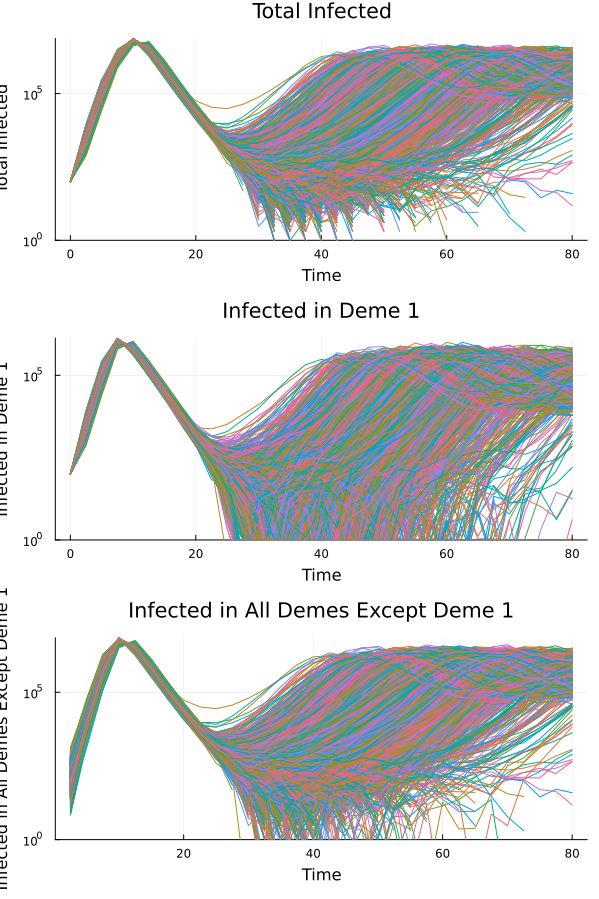 Total Infected
Total Infected
10^5
10^0
0 20 40 60 80
Time
Infected in Deme 1
Infected in Deme 1
10^5
10^0
0 20 40 60 80
Time
Infected in All Demes Except Deme 1
Infected in All Demes Except Deme 1
10^5
10^0
20 40 60 80
Time